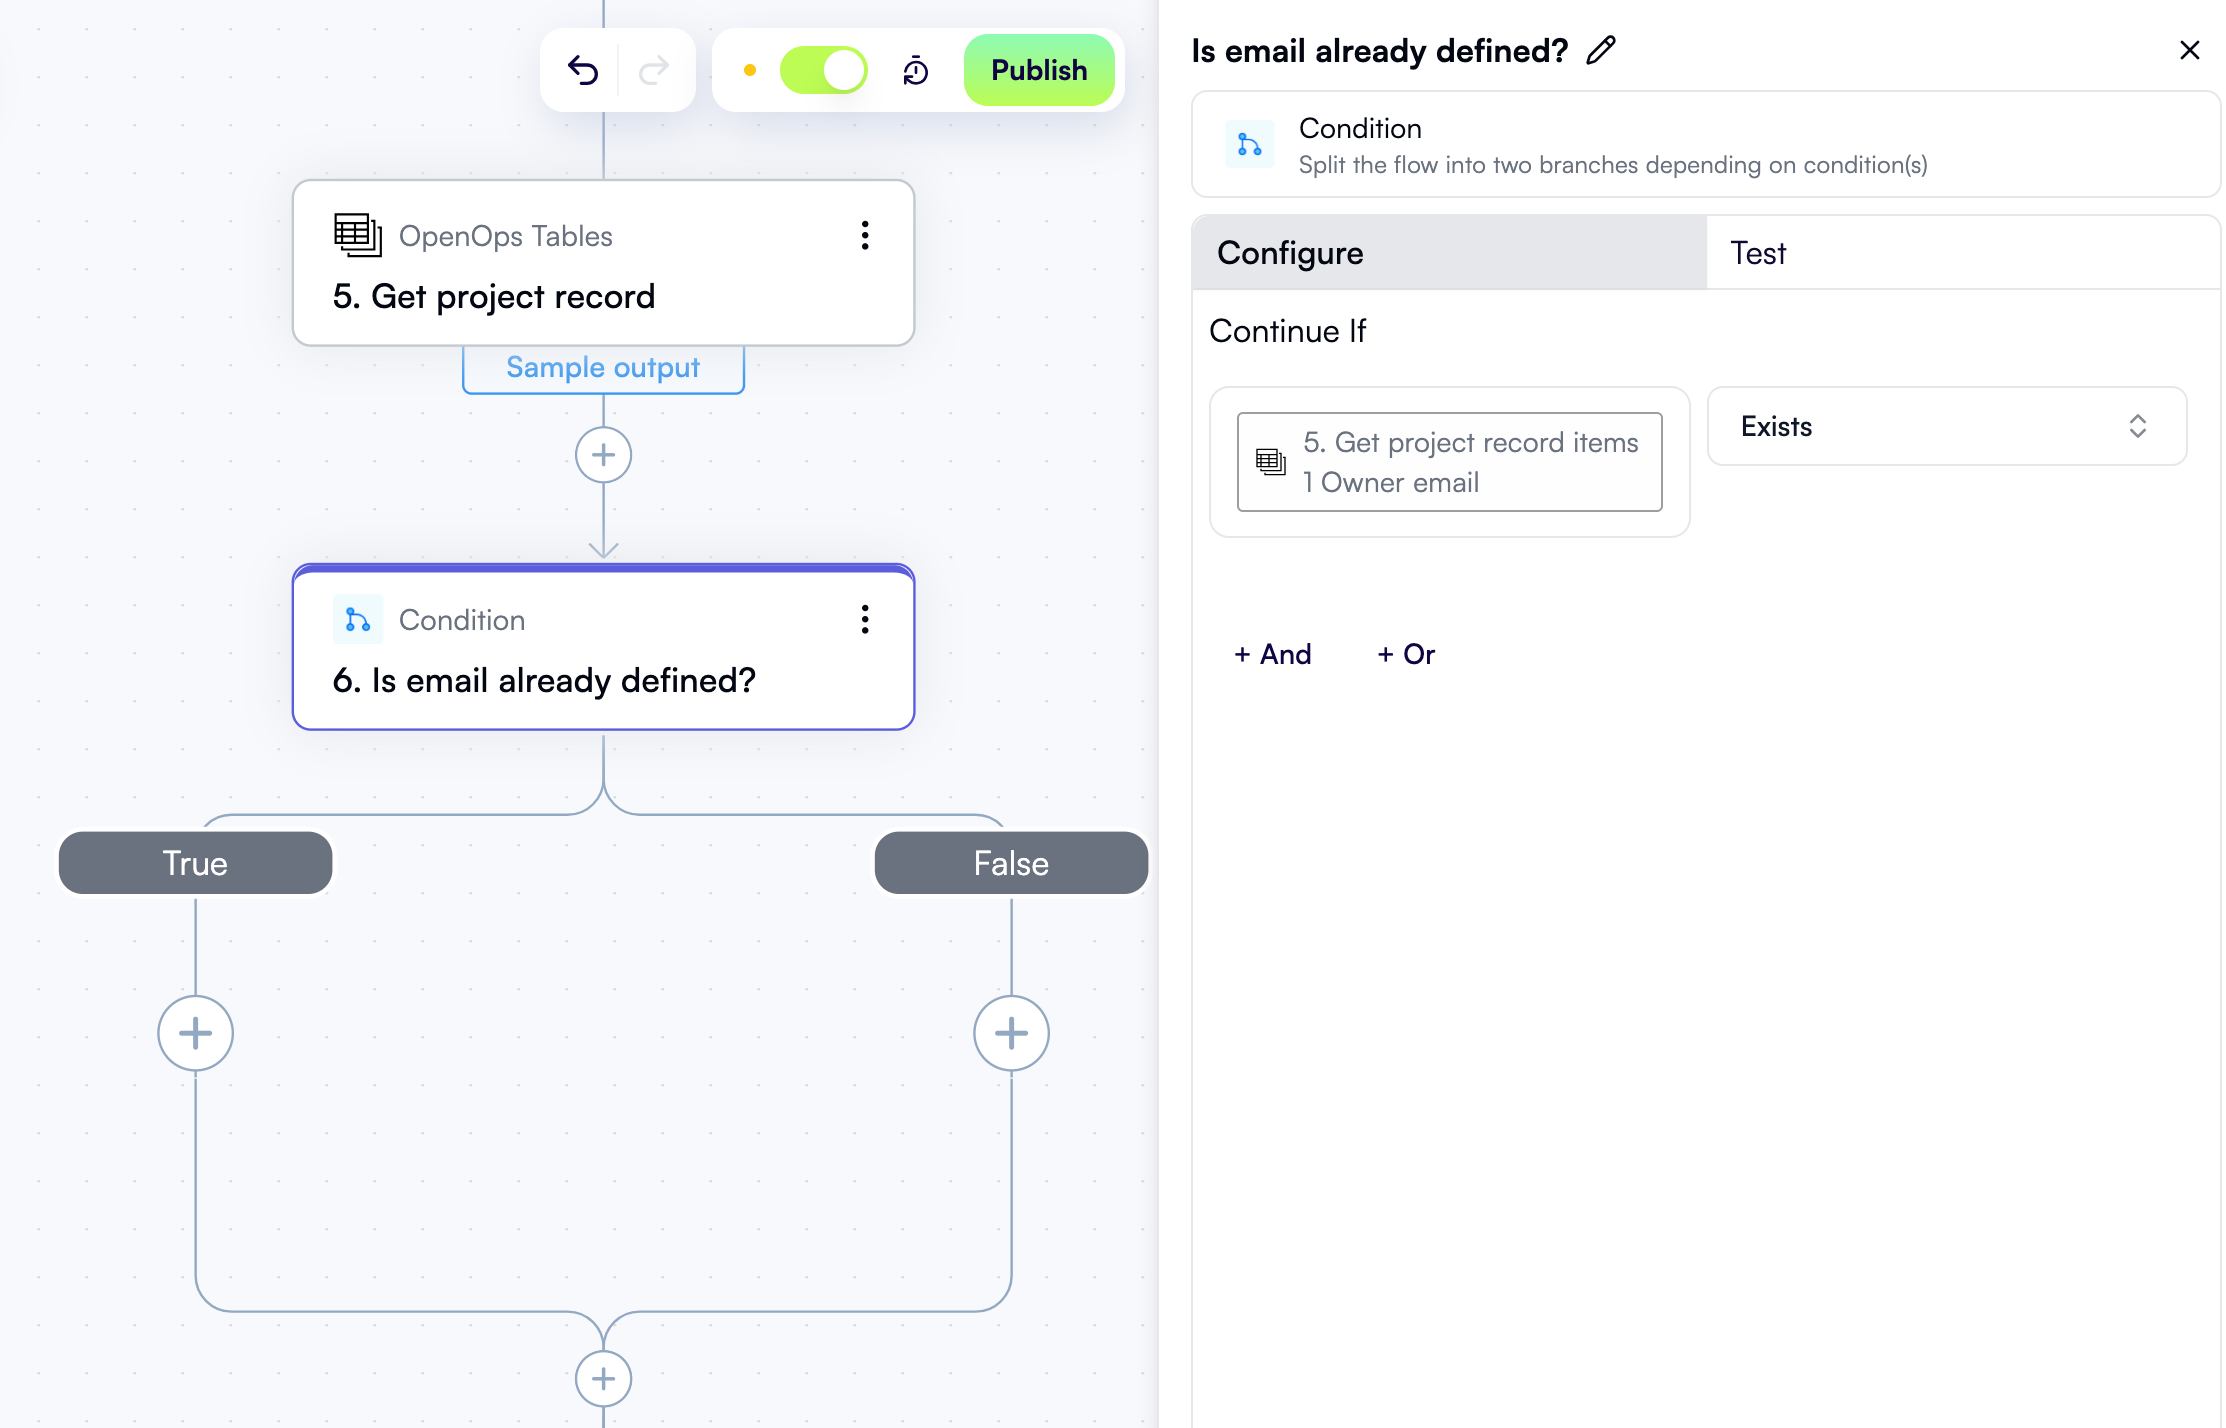 Publish
OpenOps Tables
5. Get project record
Sample output
Condition
6. Is email already defined?
True
False
Is email already defined?
Condition
Split the flow into two branches depending on condition(s)
Configure
Test
Continue If
5. Get project record items
1 Owner email
Exists
+ And
+ Or